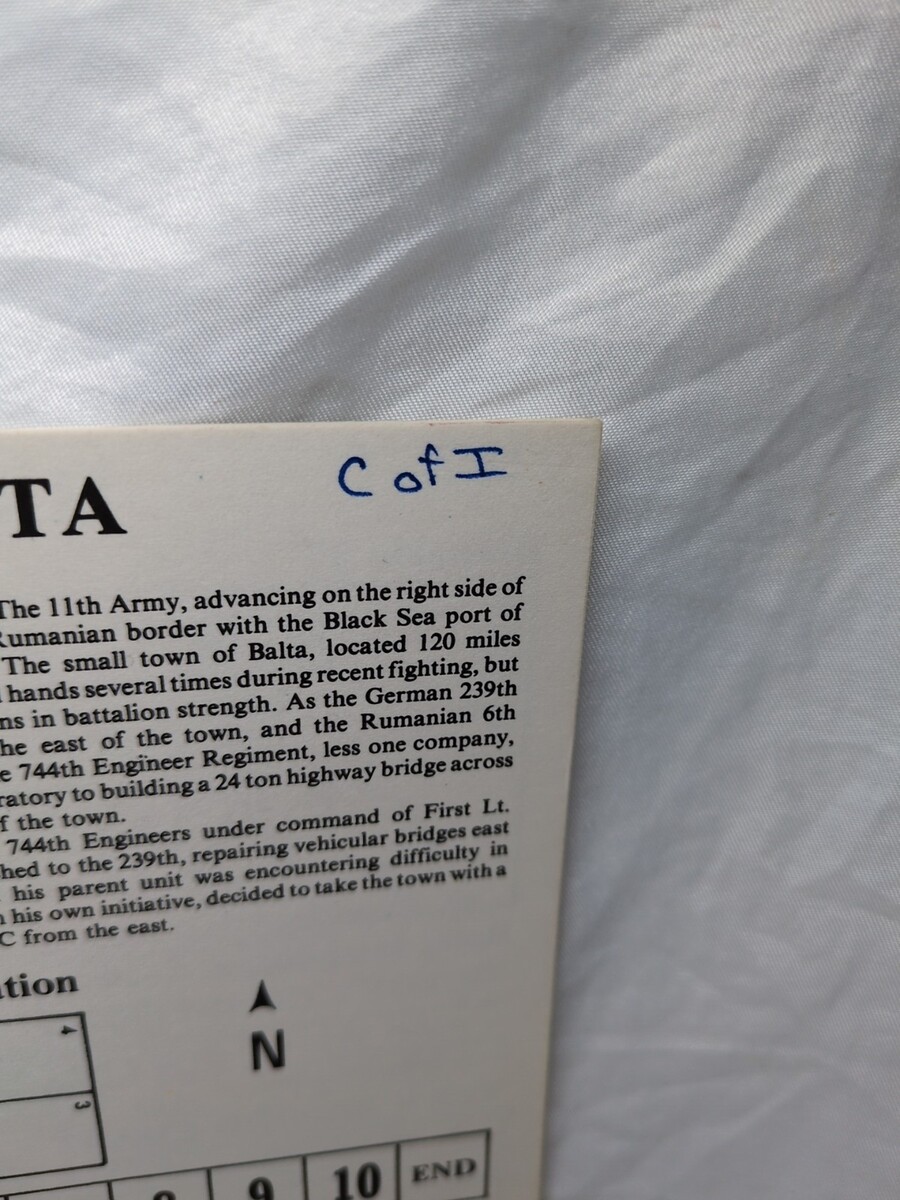 C of I
TA
The 11th Army, advancing on the right side of
Rumanian border with the Black Sea port of
The small town of Balta, located 120 miles
hands several times during recent fighting, but
ns in battalion strength. As the German 239th
he east of the town, and the Rumanian 6th
e 744th Engineer Regiment, less one company,
ratory to building a 24 ton highway bridge across
f the town.
744th Engineers under command of First Lt.
hed to the 239th, repairing vehicular bridges east
his parent unit was encountering difficulty in
n his own initiative, decided to take the town with a
C from the east.
tion
N
4
3
8 9 10 END